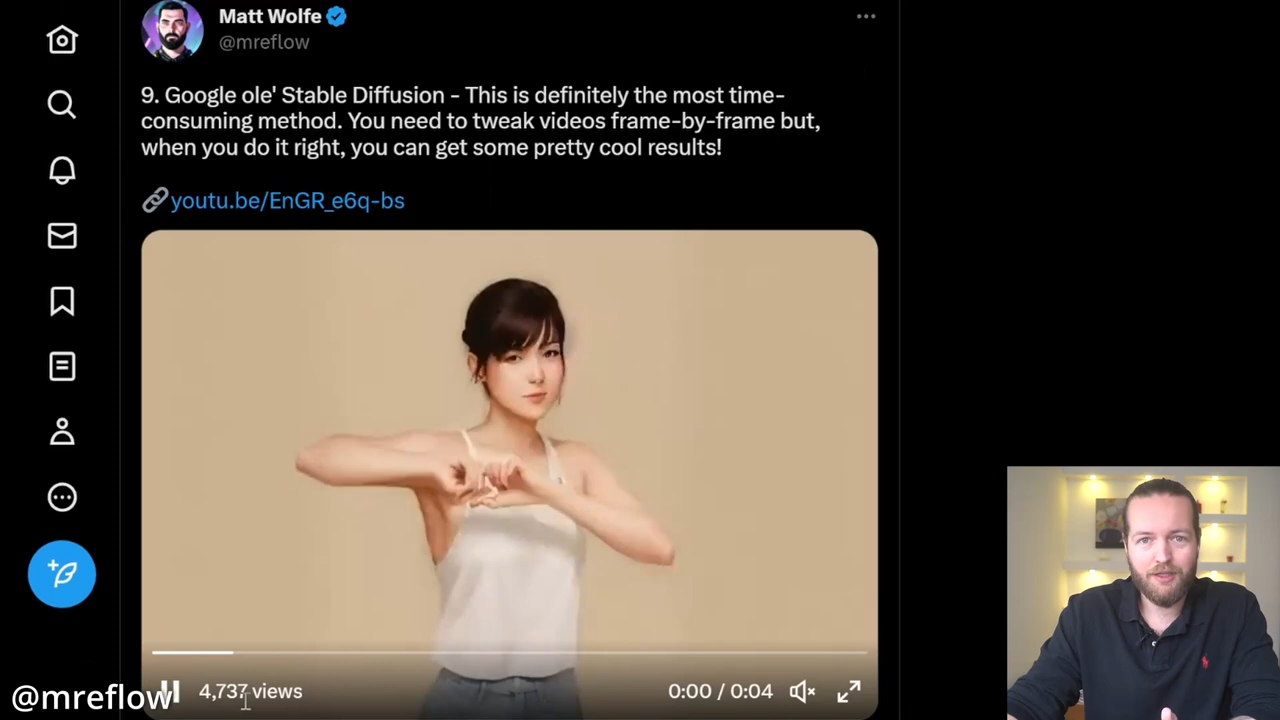 Matt Wolfe
@mreflow
9. Google ole' Stable Diffusion - This is definitely the most time-
consuming method. You need to tweak videos frame-by-frame but,
when you do it right, you can get some pretty cool results!
youtu.be/EnGR_e6q-bs
4,737 views
0:00 / 0:04
@mreflow